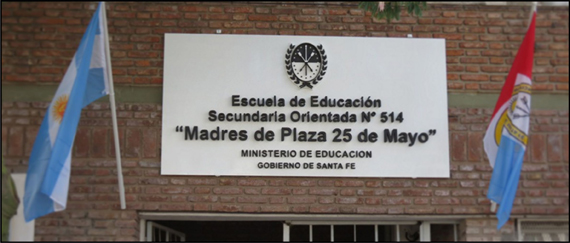 Escuela de Educación
Secundaria Orientada Nº 514
“Madres de Plaza 25 de Mayo”
MINISTERIO DE EDUCACION
GOBIERNO DE SANTA FE